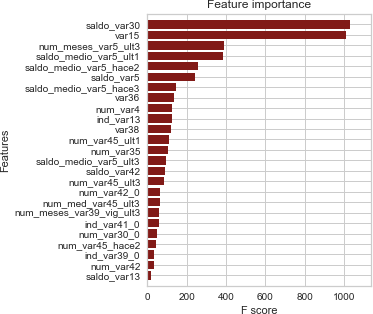 Feature importance
Features
saldo_var30
var15
num_meses_var5_ult3
saldo_medio_var5_ult1
saldo_medio_var5_hace2
saldo_var5
saldo_medio_var5_hace3
var36
num_var4
ind_var13
var38
num_var45_ult1
num_var35
saldo_medio_var5_ult3
saldo_var42
num_var45_ult3
num_var42_0
num_med_var45_ult3
num_meses_var39_vig_ult3
ind_var41_0
num_var30_0
num_var45_hace2
ind_var39_0
num_var42
saldo_var13
0 200 400 600 800 1000
F score